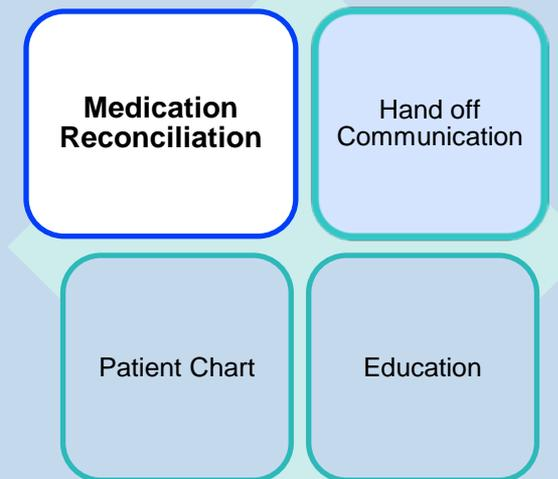 Medication
Reconciliation
Hand off
Communication
Patient Chart
Education